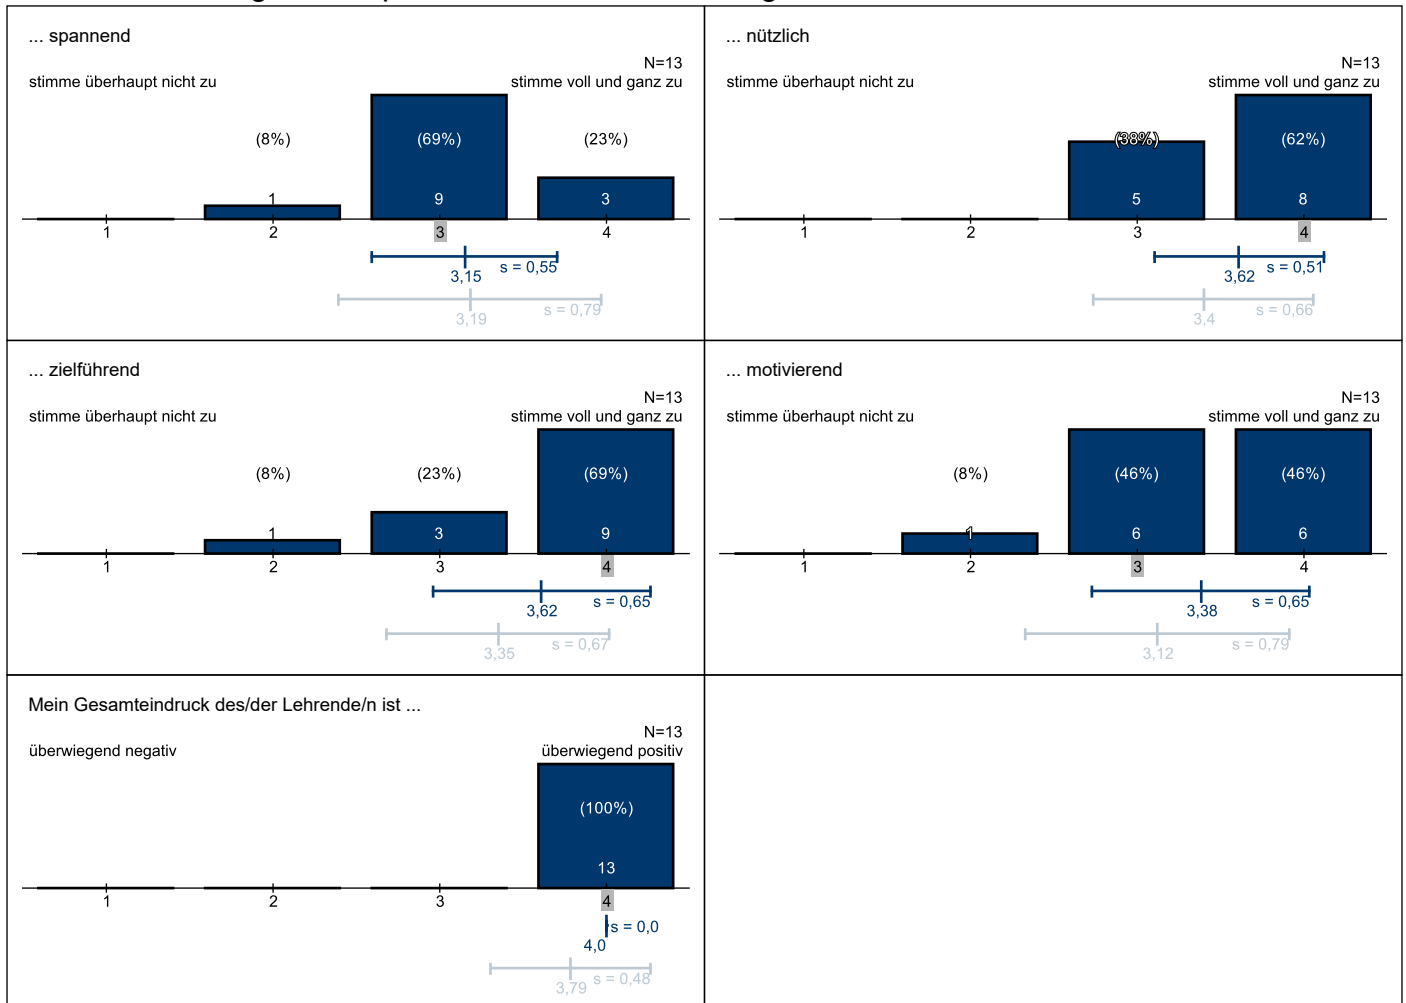 ... spannend
N=13
stimme überhaupt nicht zu stimme voll und ganz zu
(8%) (69%) (23%)
1 9 3
1 2 3 4
s = 0,55
3,15
s = 0,79
3,19
... nützlich
N=13
stimme überhaupt nicht zu stimme voll und ganz zu
(38%) (62%)
5 8
1 2 3 4
s = 0,51
3,62
s = 0,66
3,4
... zielführend
N=13
stimme überhaupt nicht zu stimme voll und ganz zu
(8%) (23%) (69%)
1 3 9
1 2 3 4
s = 0,65
3,62
s = 0,67
3,35
... motivierend
N=13
stimme überhaupt nicht zu stimme voll und ganz zu
(8%) (46%) (46%)
1 6 6
1 2 3 4
s = 0,65
3,38
s = 0,79
3,12
Mein Gesamteindruck des/der Lehrende/n ist ...
N=13
überwiegend negativ überwiegend positiv
(100%)
13
1 2 3 4
s = 0,0
4,0
s = 0,48
3,79